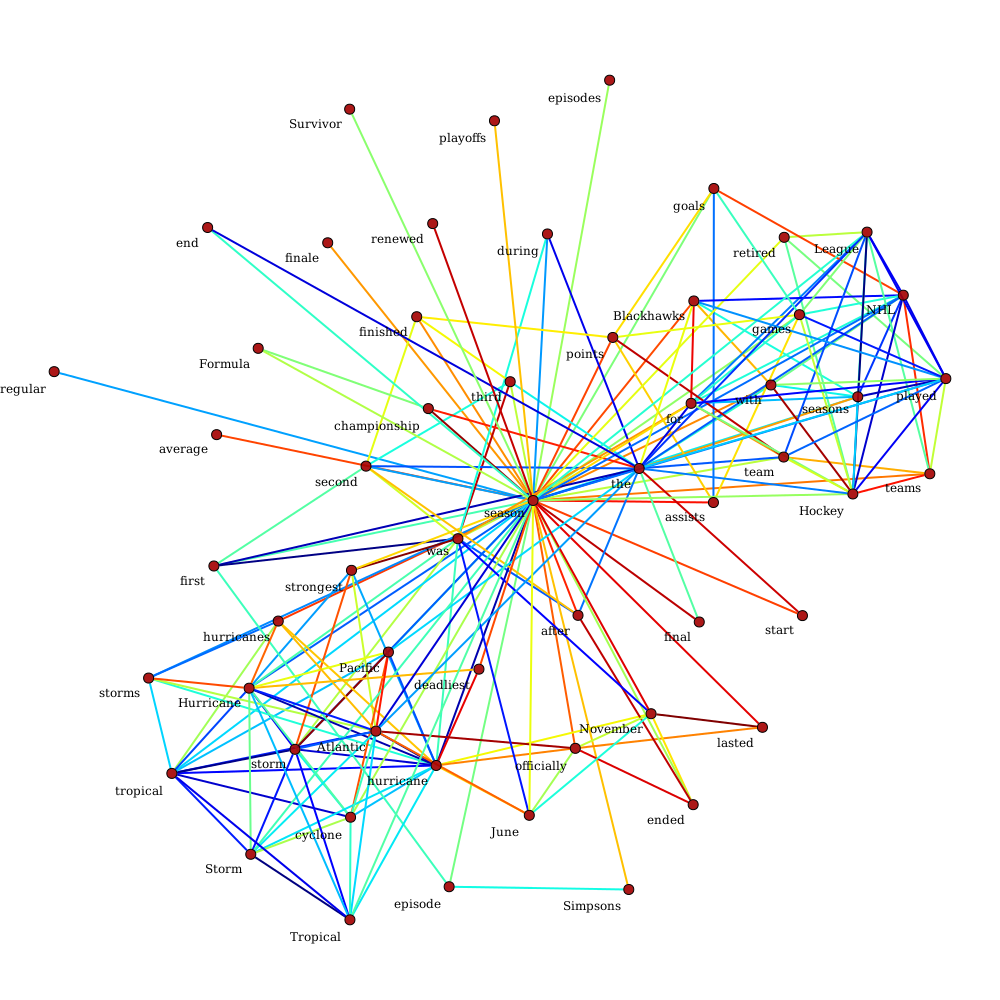 episodes
Survivor
playoffs
goals
renewed
end
during
League
retired
finale
NHL
Blackhawks
finished
games
points
Formula
regular
played
third
with
seasons
for
championship
average
team
second
the
teams
season
assists
Hockey
was
first
strongest
after
start
hurricanes
final
Pacific
deadliest
storms
Hurricane
November
lasted
Atlantic
storm
officially
hurricane
tropical
ended
June
cyclone
Storm
episode
Simpsons
Tropical